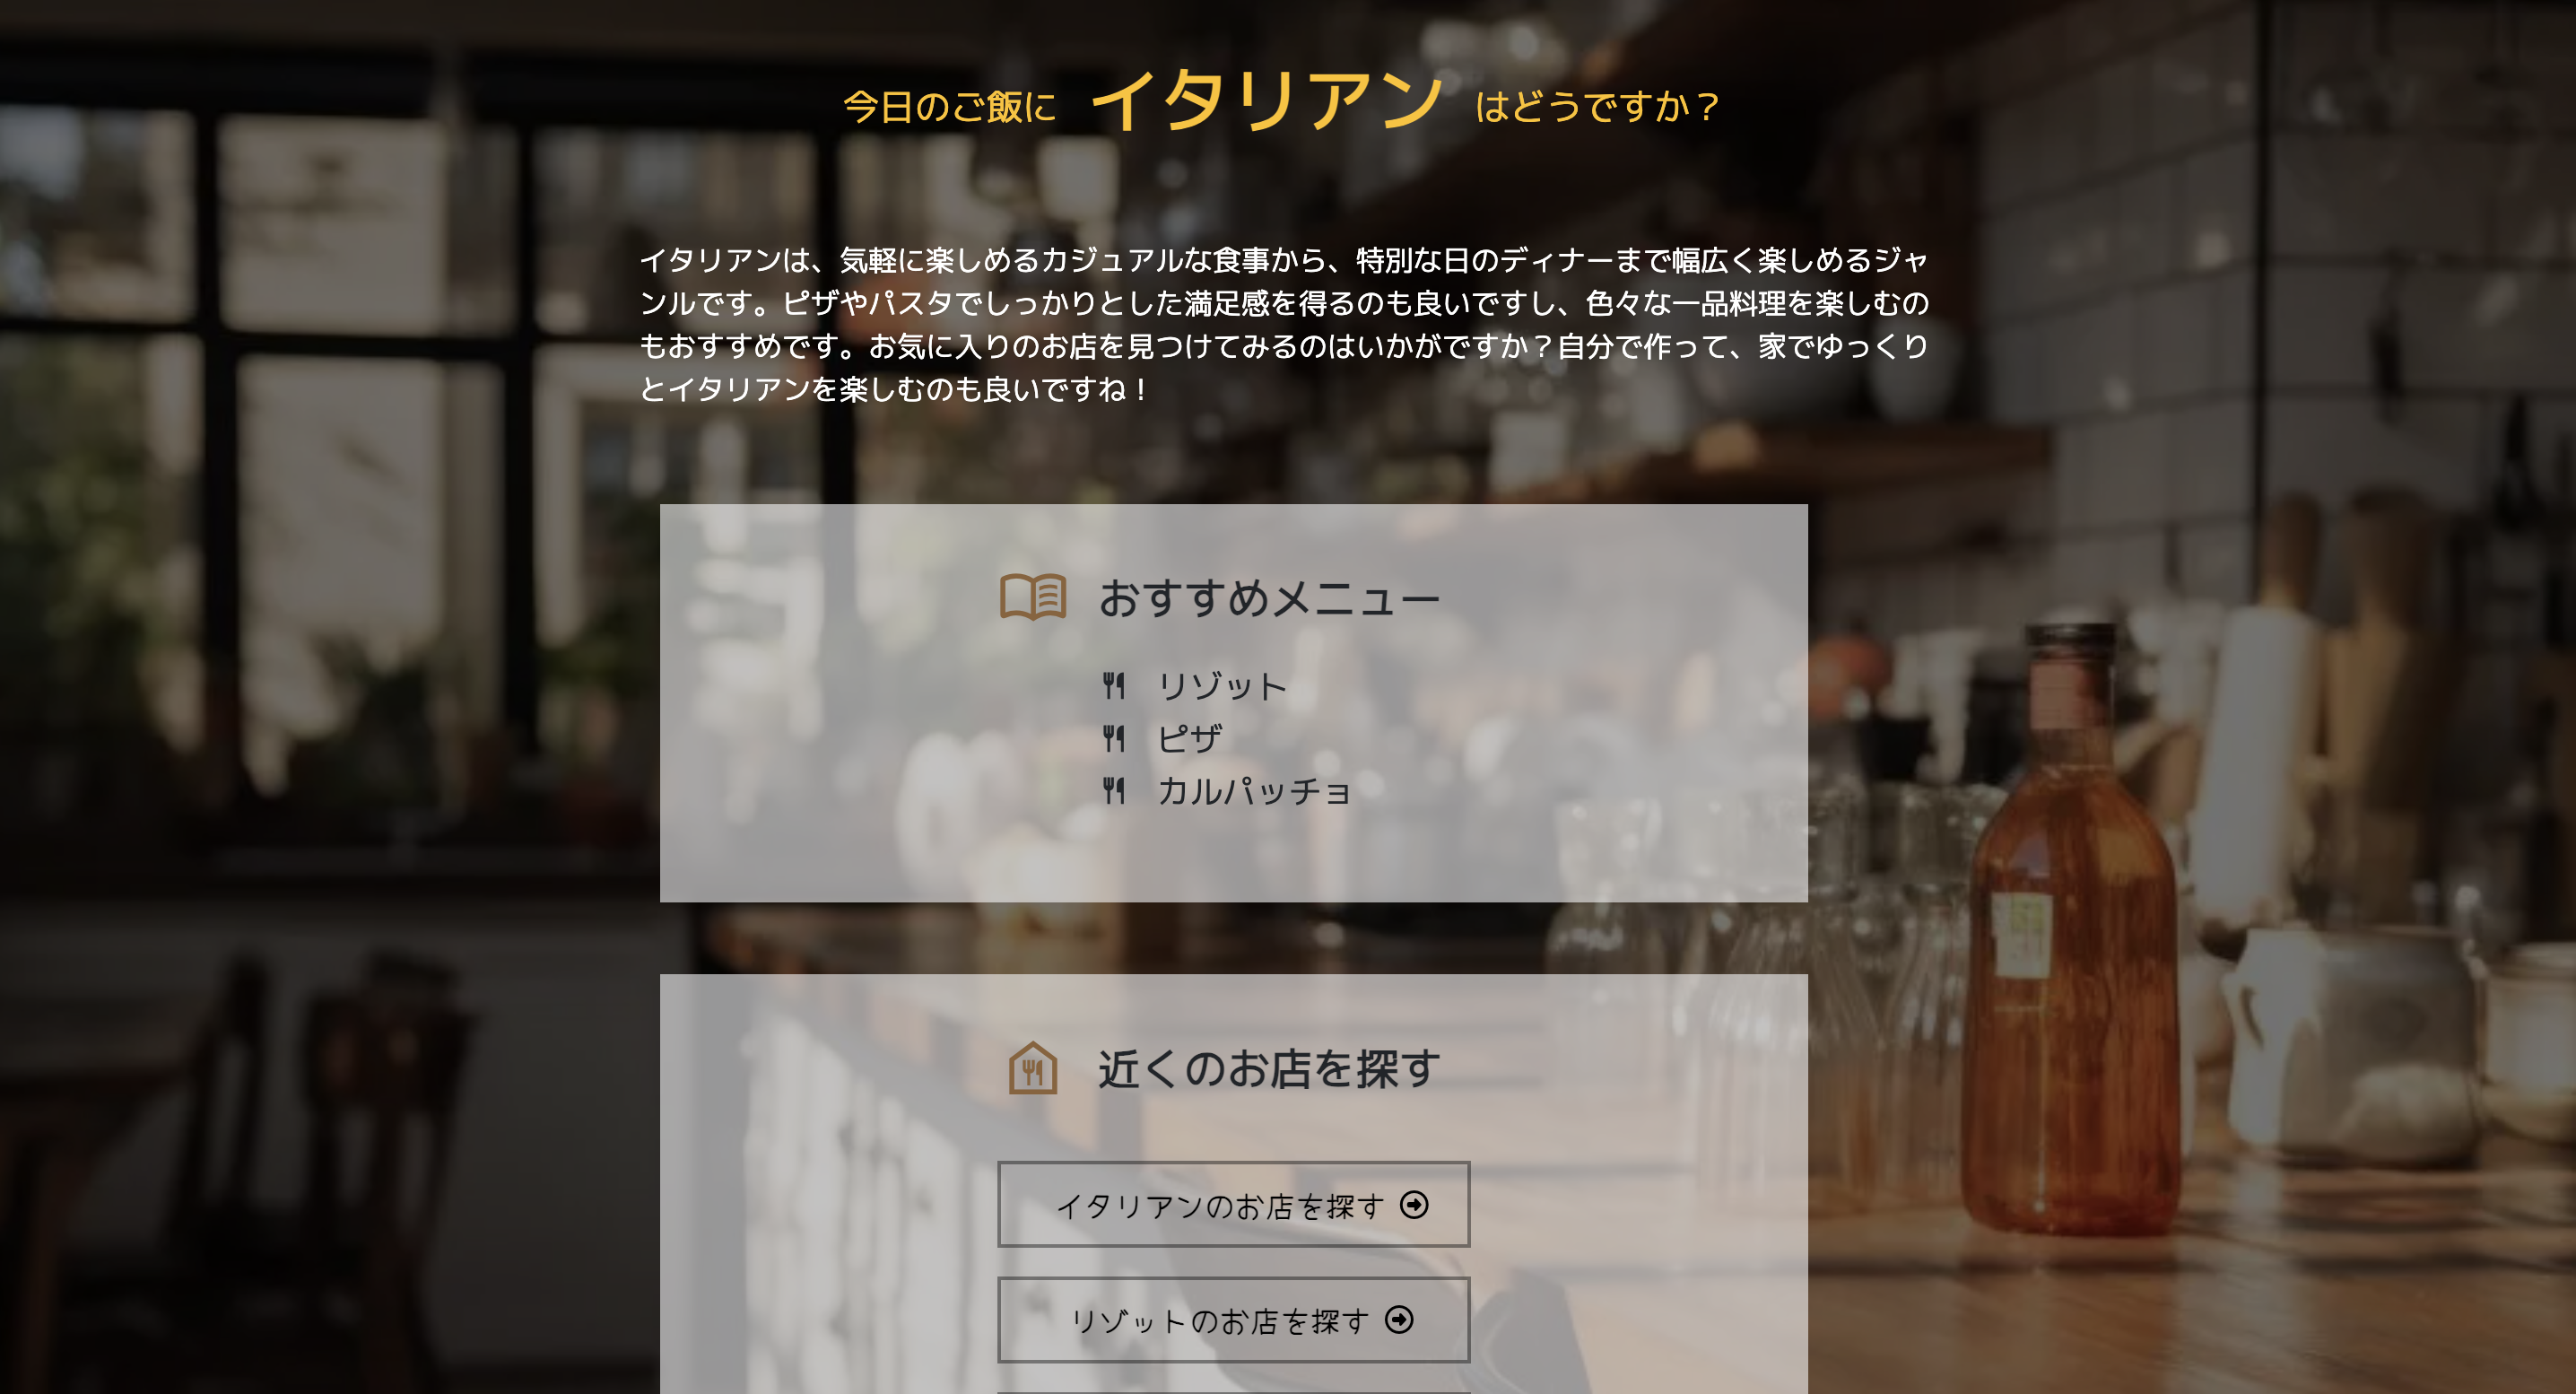 今日のご飯に イタリアン はどうですか？
イタリアンは、気軽に楽しめるカジュアルな食事から、特別な日のディナーまで幅広く楽しめるジャ
ンルです。ピザやパスタでしっかりとした満足感を得るのも良いですし、色々な一品料理を楽しむの
もおすすめです。お気に入りのお店を見つけてみるのはいかがですか？自分で作って、家でゆっくり
とイタリアンを楽しむのも良いですね！
おすすめメニュー
リゾット
ピザ
カルパッチョ
近くのお店を探す
イタリアンのお店を探す
リゾットのお店を探す